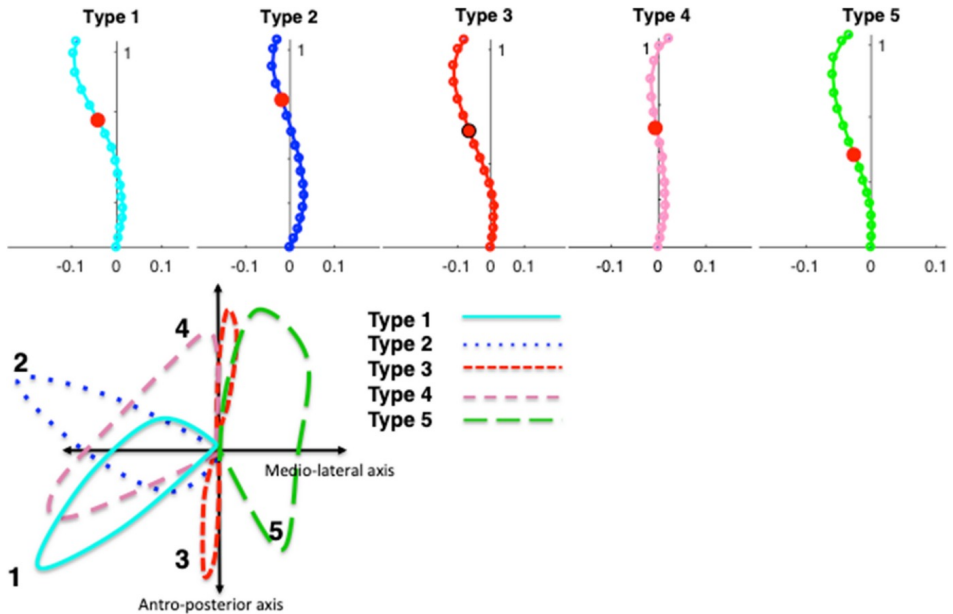 Type 1 Type 2 Type 3 Type 4 Type 5
1 1 1 1 1
-0.1 0 0.1 -0.1 0 0.1 -0.1 0 0.1 -0.1 0 0.1 -0.1 0 0.1
4
2
Type 1
Type 2
Type 3
Type 4
Type 5
Medio-lateral axis
5
3
1
Antro-posterior axis